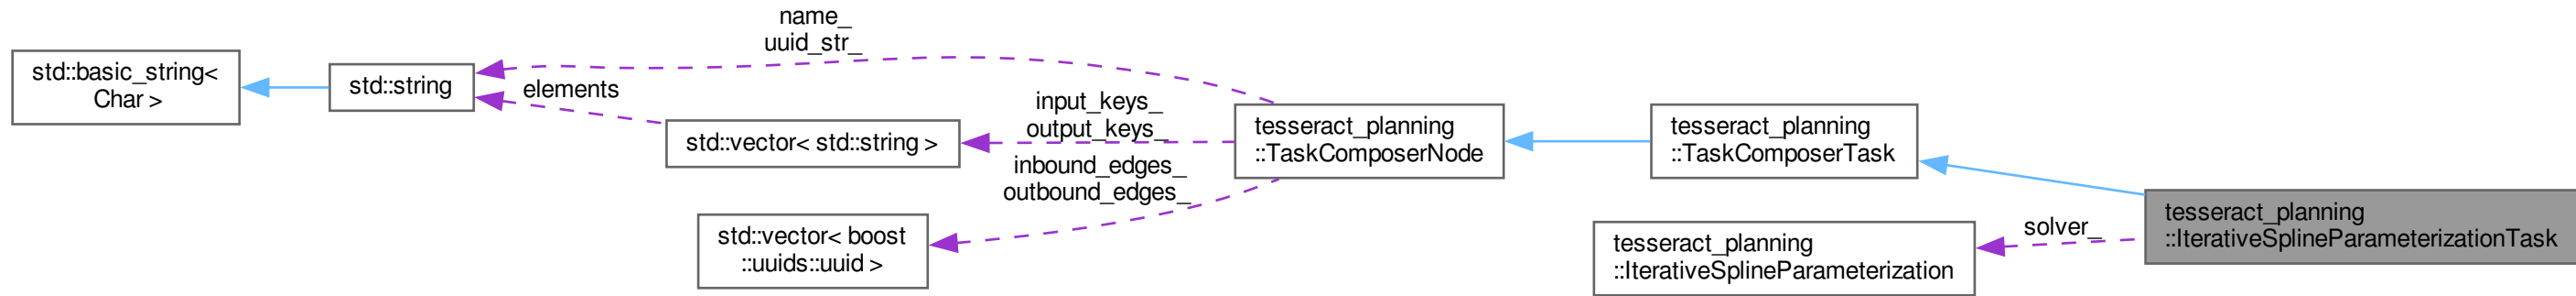 std::basic_string<
Char >
std::string
name_
uuid_str_
elements
std::vector< std::string >
std::vector< boost
::uuids::uuid >
input_keys_
output_keys_
inbound_edges_
outbound_edges_
tesseract_planning
::TaskComposerNode
tesseract_planning
::TaskComposerTask
tesseract_planning
::IterativeSplineParameterization
solver_
tesseract_planning
::IterativeSplineParameterizationTask